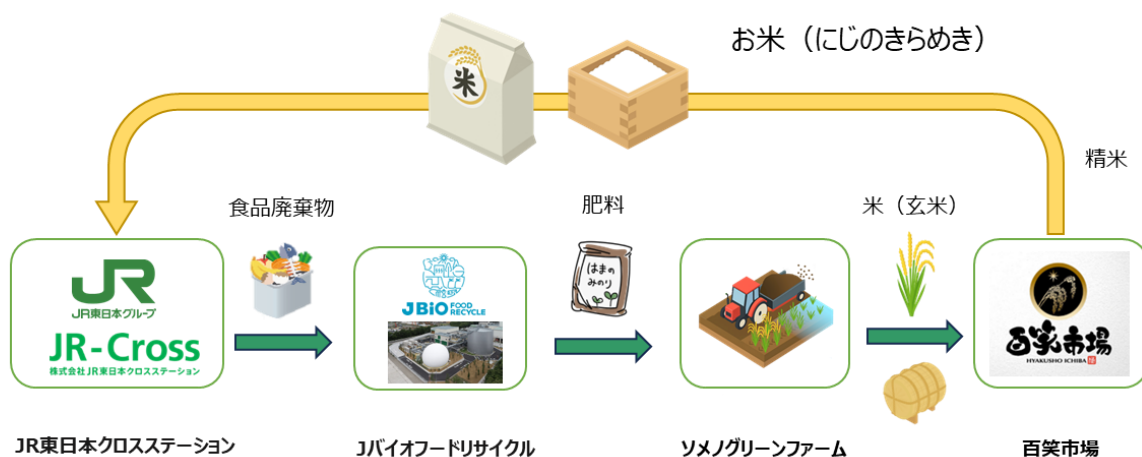 お米（にじのきらめき）
米
精米
食品廃棄物
肥料
米（玄米）
JR
JR東日本グループ
JR-Cross
株式会社JR東日本クロスステーション
JBiO FOOD RECYCLE
はまの
みのり
百笑市場
HYAKUSHO ICHIBA
JR東日本クロスステーション
Jバイオフードリサイクル
ソメノグリーンファーム
百笑市場